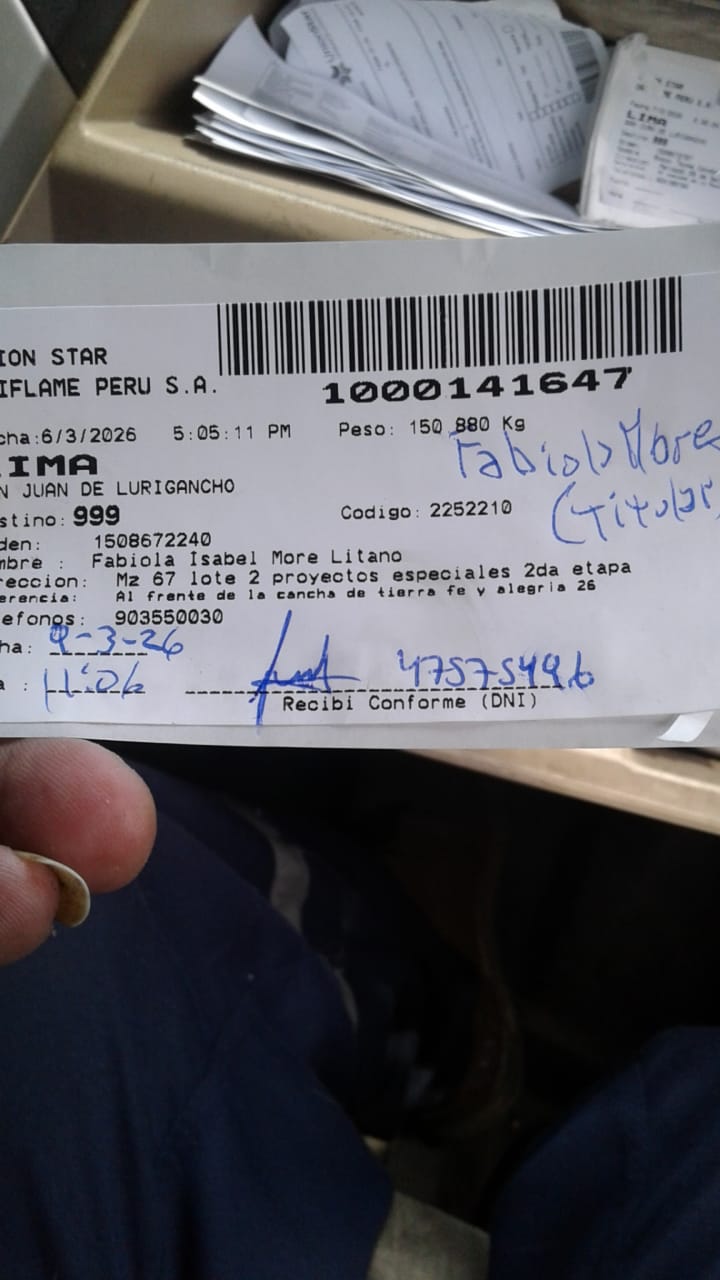 LIMA
ION STAR
IFLAME PERU S.A.
1000141647
cha:6/3/2026 5:05:11 PM Peso: 150 880 Kg
IMA
N JUAN DE LURIGANCHO
Fabiola More
(Titular)
stino: 999 Codigo: 2252210
den: 1508672240
mbre : Fabiola Isabel More Litano
reccion: Mz 67 lote 2 proyectos especiales 2da etapa
erencia: Al frente de la cancha de tierra fe y alegria 26
efonos: 903550030
ha: 9-3-26
a : 11:06 47575496
Recibi Conforme (DNI)